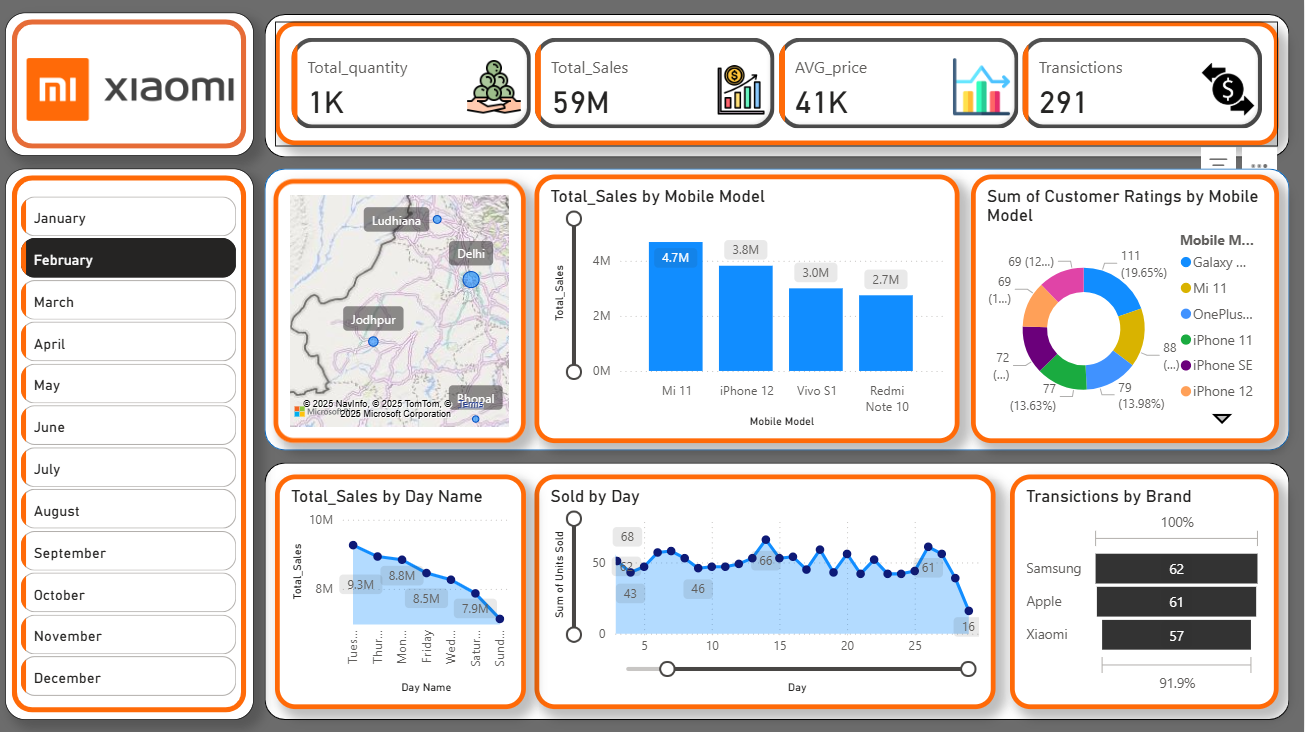 mi xiaomi
Total_quantity
1K
Total_Sales
59M
AVG_price
41K
Transictions
291
January
February
March
April
May
June
July
August
September
October
November
December
Ludhiana
Delhi
Jodhpur
Bhopal
© 2025 NavInfo, © 2025 TomTom, © 
2025 Microsoft Corporation Terms
Microsoft
Total_Sales by Mobile Model
Total_Sales
4M
2M
0M
4.7M
3.8M
3.0M
2.7M
Mi 11
iPhone 12
Vivo S1
Redmi
Note 10
Mobile Model
Sum of Customer Ratings by Mobile
Model
111
(19.65%)
88
(...)
79
(13.98%)
77
(13.63%)
72
(...)
69
(1...)
69 (12...)
Mobile M...
Galaxy ...
Mi 11
OnePlus...
iPhone 11
iPhone SE
iPhone 12
Total_Sales by Day Name
Total_Sales
10M
8M
9.3M
8.8M
8.5M
7.9M
Tues...
Thur...
Mon...
Friday
Wed...
Satur...
Sund...
Day Name
Sold by Day
Sum of Units Sold
50
0
68
62
43
46
66
61
16
5
10
15
20
25
Day
Transictions by Brand
100%
Samsung
62
Apple
61
Xiaomi
57
91.9%